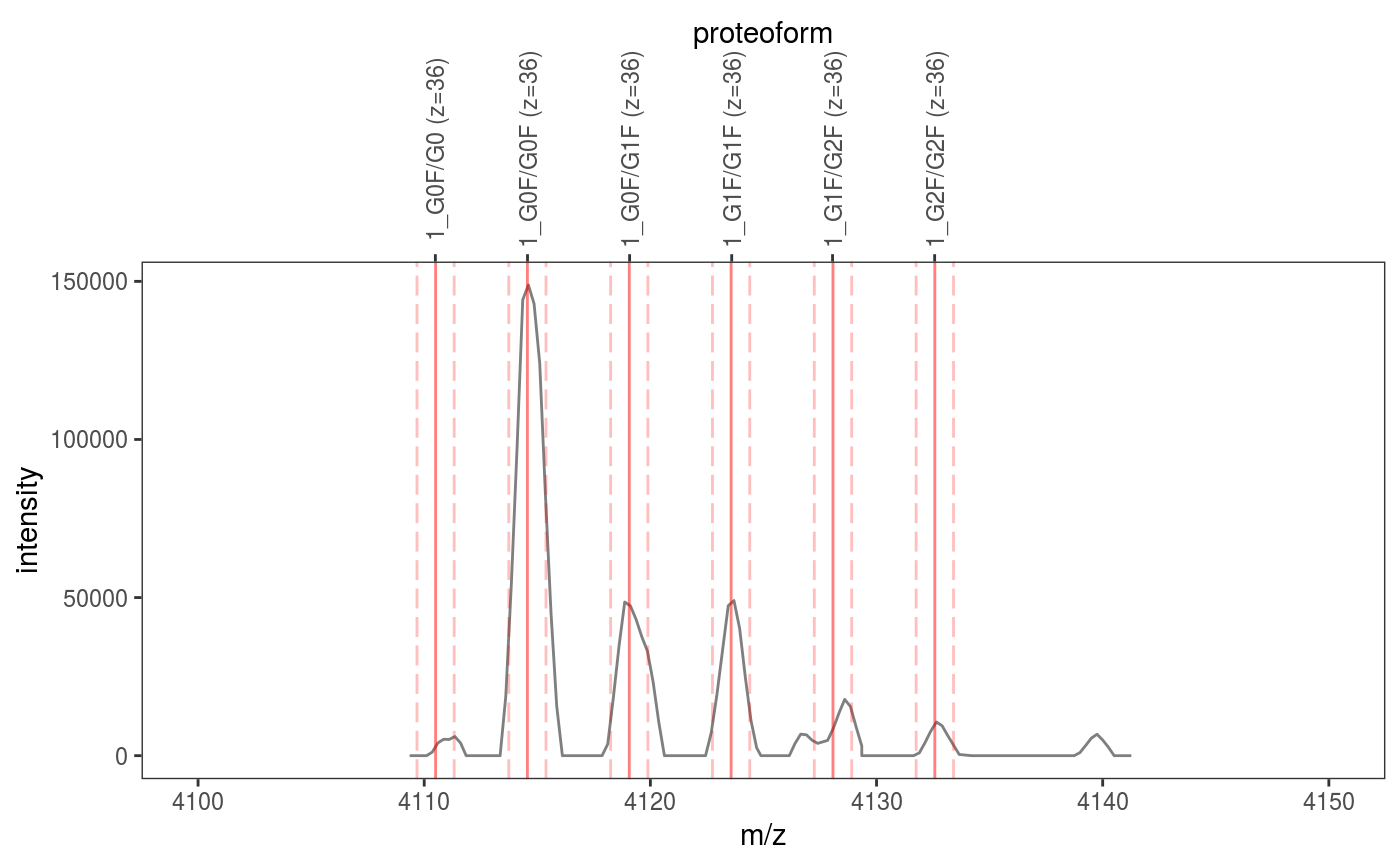 proteoform
1_G0F/G0 (z=36)
1_G0F/G0F (z=36)
1_G0F/G1F (z=36)
1_G1F/G1F (z=36)
1_G1F/G2F (z=36)
1_G2F/G2F (z=36)
150000
100000
50000
0
intensity
4100 4110 4120 4130 4140 4150
m/z